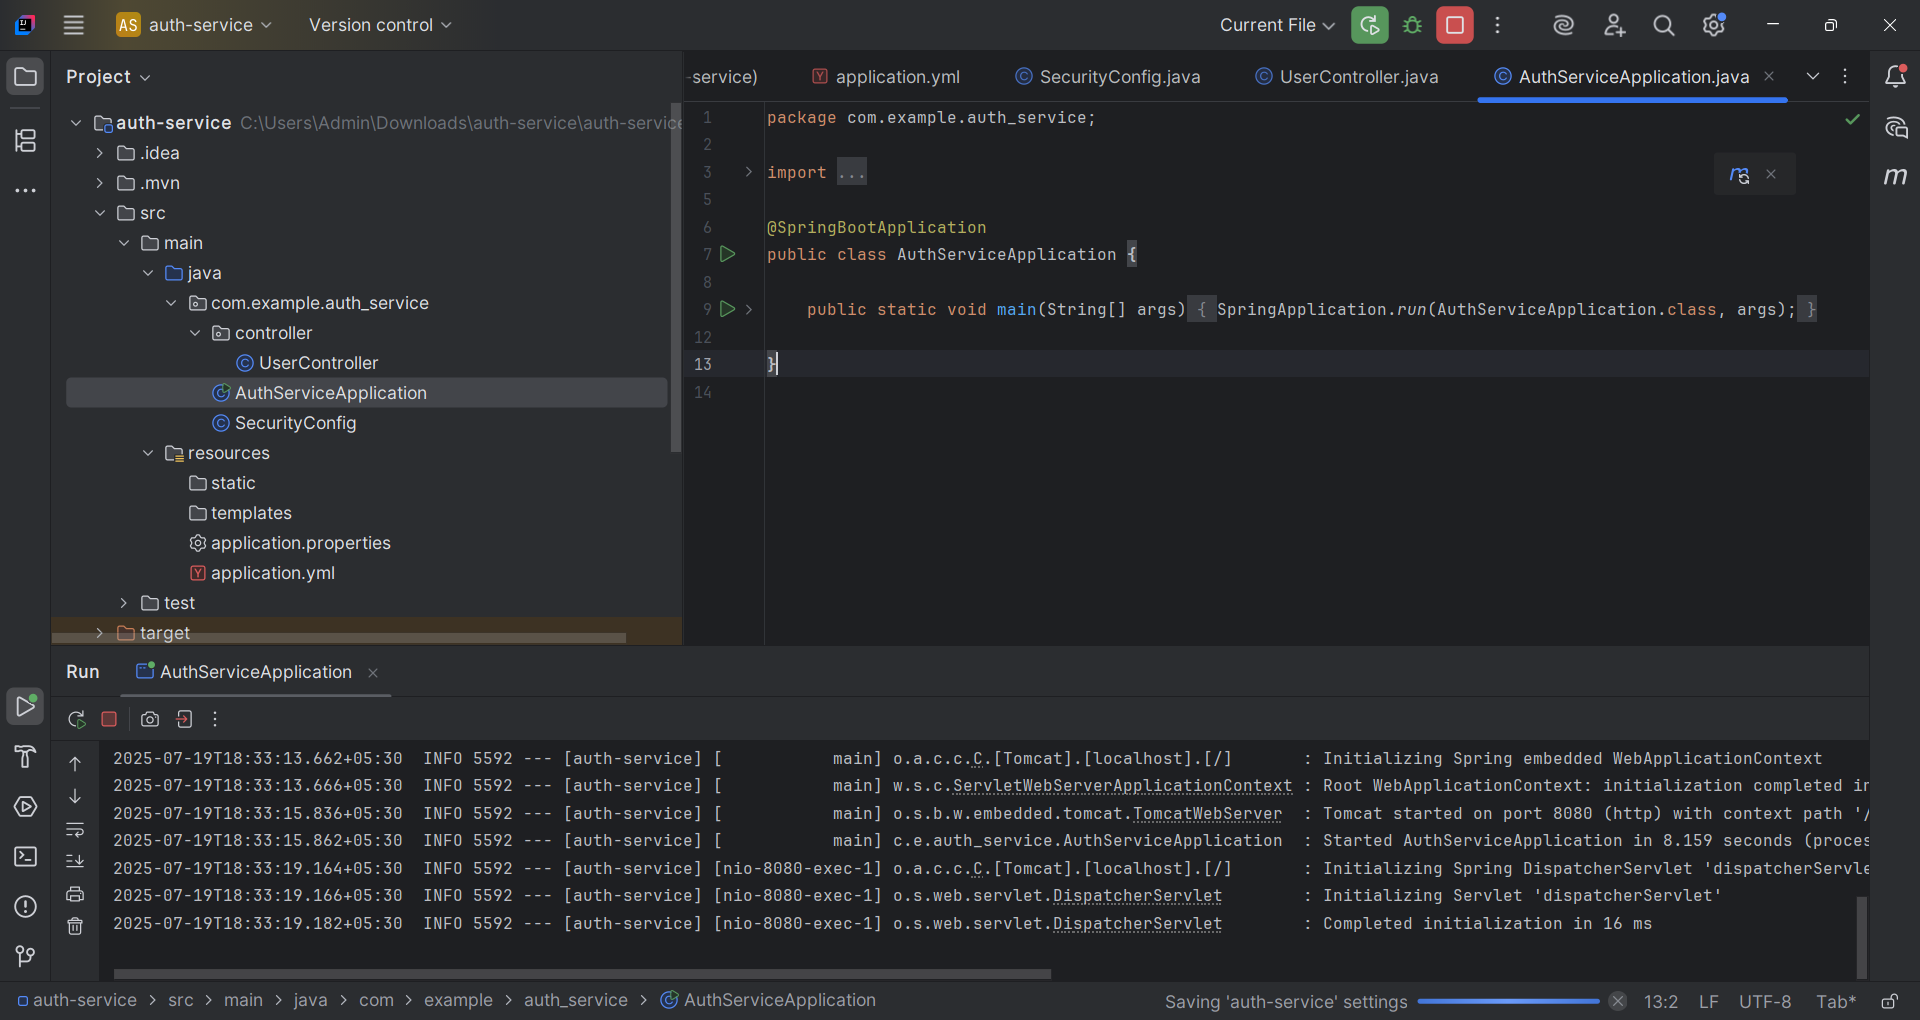 AS auth-service
Version control
Current File
Project
-service)
application.yml
SecurityConfig.java
UserController.java
AuthServiceApplication.java
auth-service C:\Users\Admin\Downloads\auth-service\auth-servic
.idea
.mvn
src
main
java
com.example.auth_service
controller
UserController
AuthServiceApplication
SecurityConfig
resources
static
templates
application.properties
application.yml
test
target
1 package com.example.auth_service;
2
3 import ...
5
6 @SpringBootApplication
7 public class AuthServiceApplication {
8
9 public static void main(String[] args) { SpringApplication.run(AuthServiceApplication.class, args); }
12
13 }
14
m
Run
AuthServiceApplication
2025-07-19T18:33:13.662+05:30  INFO 5592 --- [auth-service] [           main] o.a.c.c.C.[Tomcat].[localhost].[/]       : Initializing Spring embedded WebApplicationContext
2025-07-19T18:33:13.666+05:30  INFO 5592 --- [auth-service] [           main] w.s.c.ServletWebServerApplicationContext : Root WebApplicationContext: initialization completed in
2025-07-19T18:33:15.836+05:30  INFO 5592 --- [auth-service] [           main] o.s.b.w.embedded.tomcat.TomcatWebServer  : Tomcat started on port 8080 (http) with context path '/
2025-07-19T18:33:15.862+05:30  INFO 5592 --- [auth-service] [           main] c.e.auth_service.AuthServiceApplication  : Started AuthServiceApplication in 8.159 seconds (proces
2025-07-19T18:33:19.164+05:30  INFO 5592 --- [auth-service] [nio-8080-exec-1] o.a.c.c.C.[Tomcat].[localhost].[/]       : Initializing Spring DispatcherServlet 'dispatcherServle
2025-07-19T18:33:19.166+05:30  INFO 5592 --- [auth-service] [nio-8080-exec-1] o.s.web.servlet.DispatcherServlet        : Initializing Servlet 'dispatcherServlet'
2025-07-19T18:33:19.182+05:30  INFO 5592 --- [auth-service] [nio-8080-exec-1] o.s.web.servlet.DispatcherServlet        : Completed initialization in 16 ms
auth-service > src > main > java > com > example > auth_service > AuthServiceApplication
Saving 'auth-service' settings
13:2 LF UTF-8 Tab*